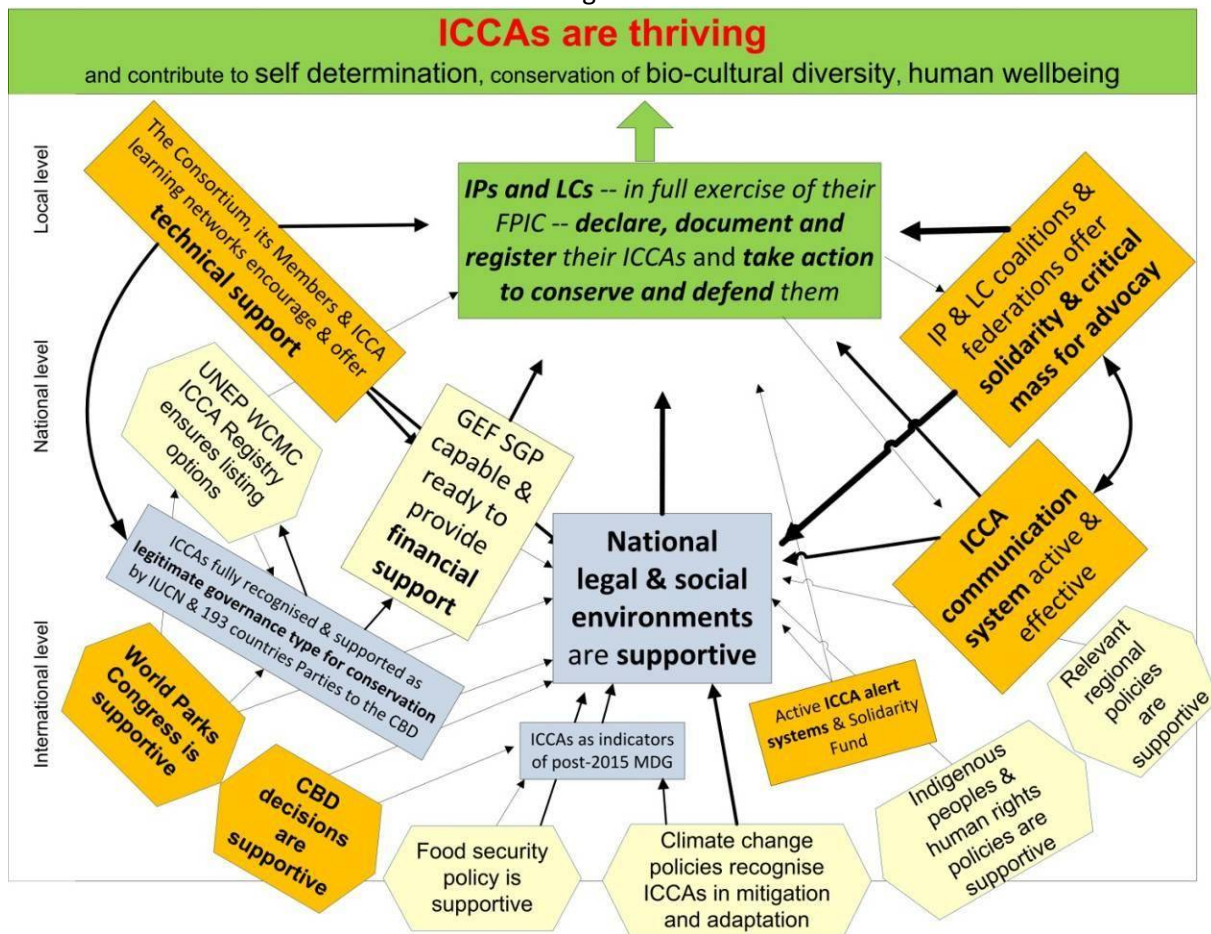 ICCAs are thriving
and contribute to self determination, conservation of bio-cultural diversity, human wellbeing
Local level
National level
International level
The Consortium, its Members & ICCA
learning networks encourage & offer
technical support
IPs and LCs -- in full exercise of their
FPIC -- declare, document and
register their ICCAs and take action
to conserve and defend them
IP & LC coalitions &
federations offer
solidarity & critical
mass for advocay
UNEP WCMC
ICCA Registry
ensures listing
options
GEF SGP
capable &
ready to
provide
financial
support
ICCAs fully recognised & supported as
legitimate governance type for conservation
by IUCN & 193 countries Parties to the CBD
National
legal & social
environments
are supportive
ICCA
communication
system active &
effective
World Parks
Congress is
supportive
CBD
decisions
are
supportive
ICCAs as indicators
of post-2015 MDG
Active ICCA alert
systems & Solidarity
Fund
Relevant
regional
policies
are
supportive
Food security
policy is
supportive
Climate change
policies recognise
ICCAs in mitigation
and adaptation
Indigenous
peoples &
human rights
policies are
supportive